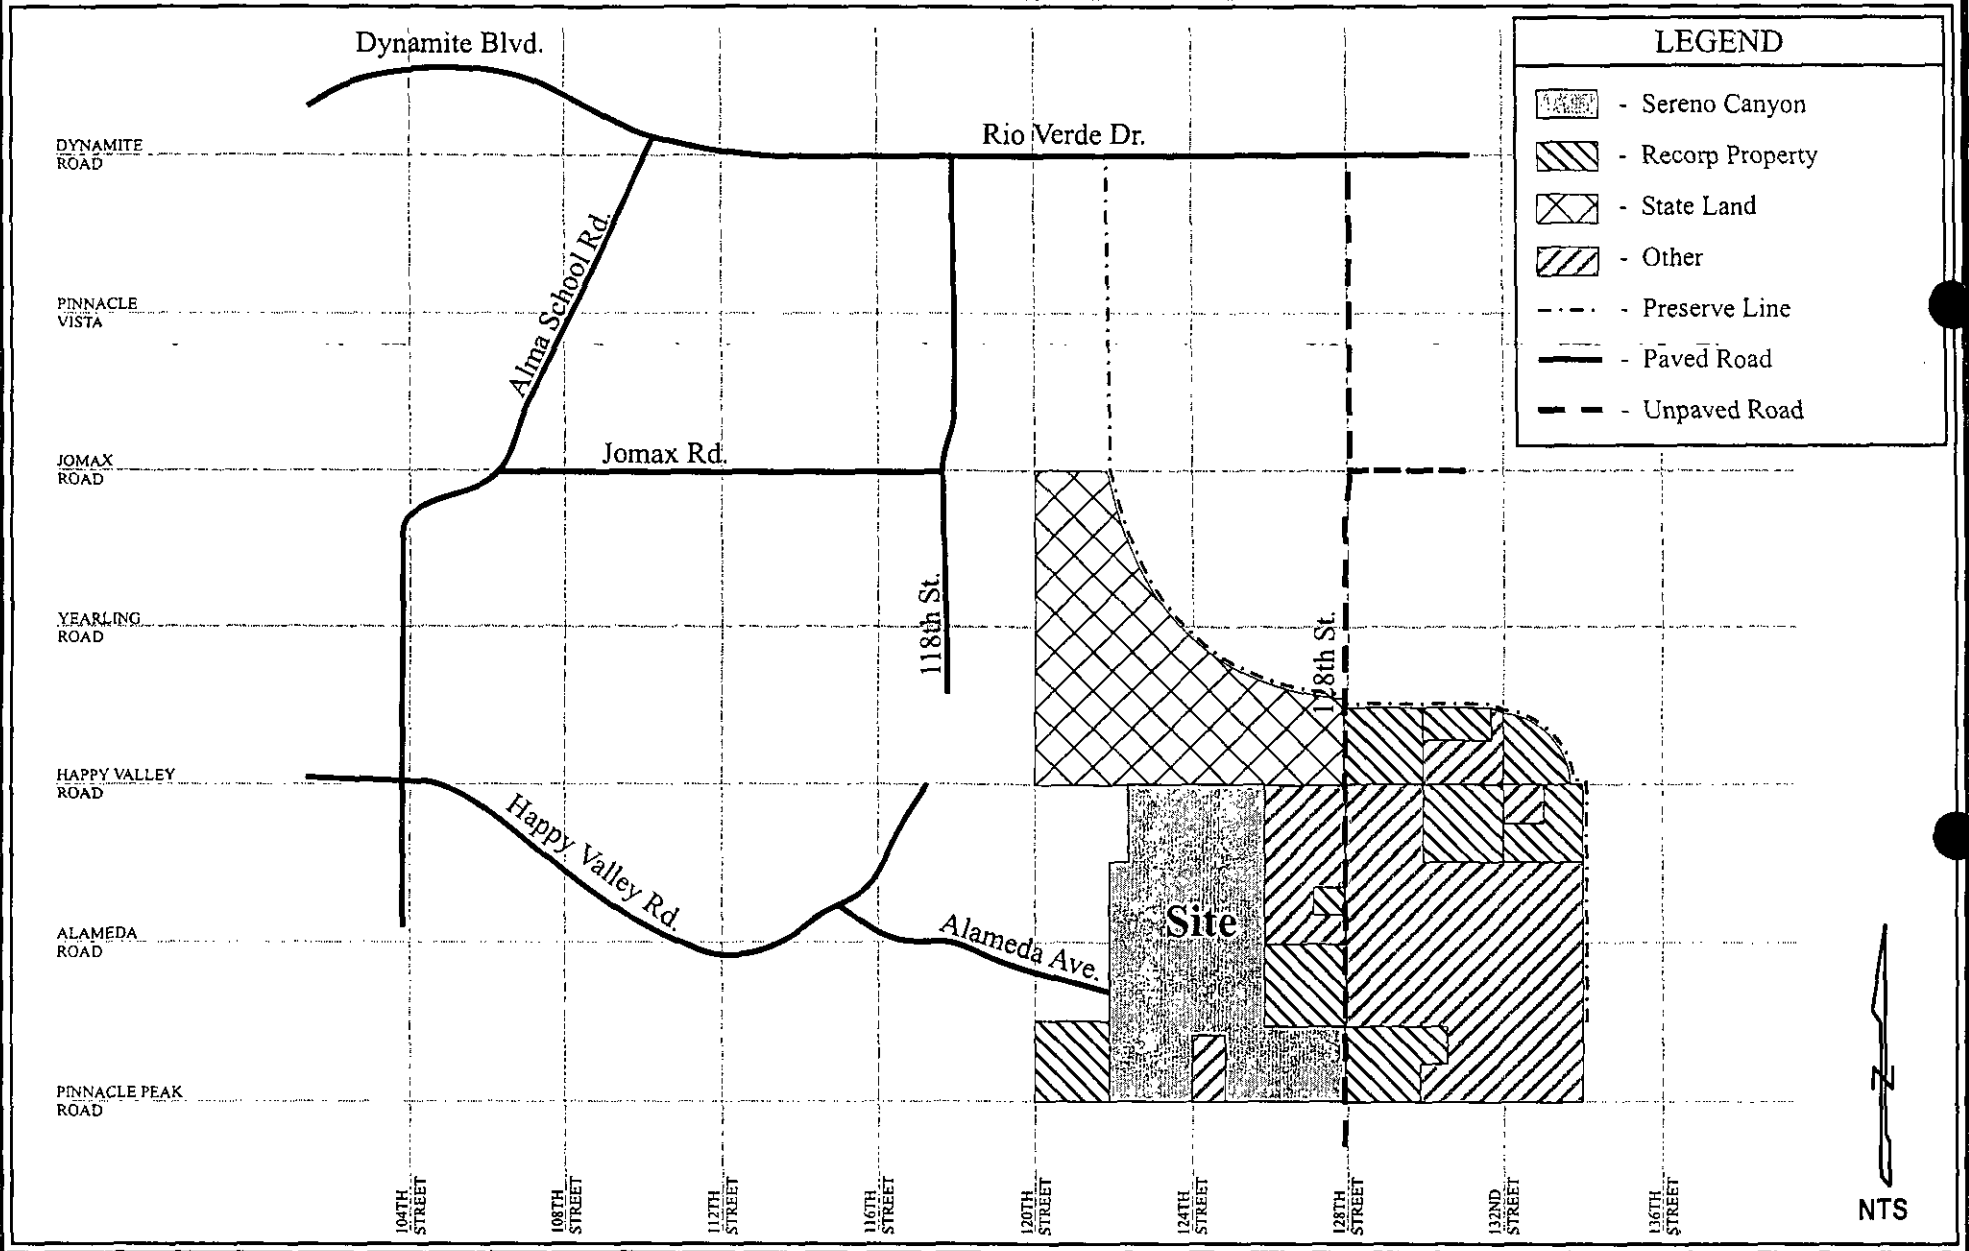 Dynamite Blvd.
LEGEND
- Sereno Canyon
- Recorp Property
- State Land
- Other
- Preserve Line
- Paved Road
- Unpaved Road
Rio Verde Dr.
DYNAMITE
ROAD
Alma School Rd.
PINNACLE
VISTA
Jomax Rd.
JOMAX
ROAD
118th St.
128th St.
YEARLING
ROAD
HAPPY VALLEY
ROAD
Happy Valley Rd.
Site
Alameda Ave.
ALAMEDA
ROAD
PINNACLE PEAK
ROAD
104TH
STREET
108TH
STREET
112TH
STREET
116TH
STREET
120TH
STREET
124TH
STREET
128TH
STREET
132ND
STREET
136TH
STREET
N
NTS